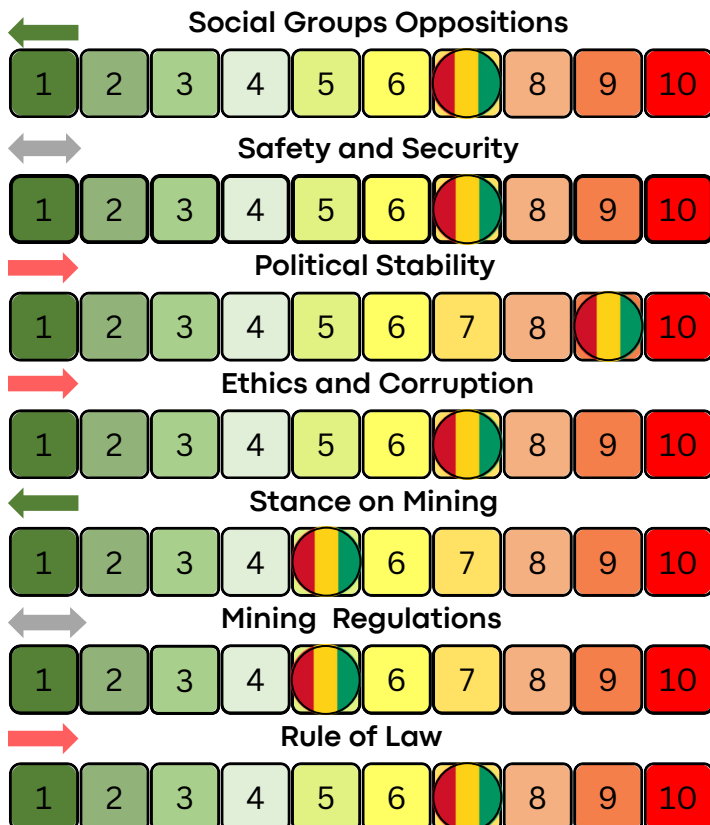 Social Groups Oppositions
1 2 3 4 5 6 8 9 10
Safety and Security
1 2 3 4 5 6 8 9 10
Political Stability
1 2 3 4 5 6 7 8 10
Ethics and Corruption
1 2 3 4 5 6 8 9 10
Stance on Mining
1 2 3 4 6 7 8 9 10
Mining Regulations
1 2 3 4 6 7 8 9 10
Rule of Law
1 2 3 4 5 6 8 9 10